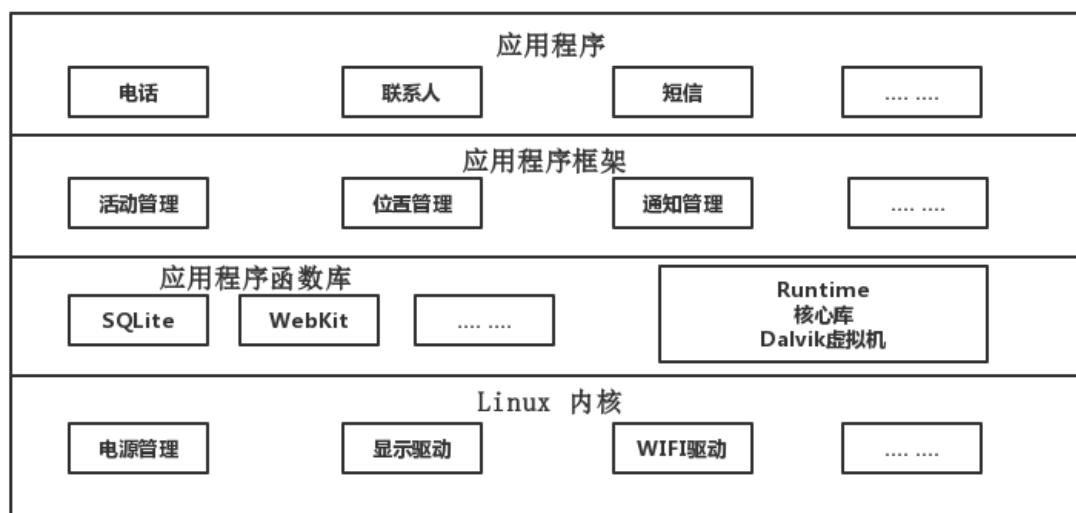 应用程序
电话 联系人 短信 .... ....
应用程序框架
活动管理 位置管理 通知管理 .... ....
应用程序函数库
SQLite WebKit .... ....
Runtime
核心库
Dalvik虚拟机
Linux 内核
电源管理 显示驱动 WIFI驱动 .... ....